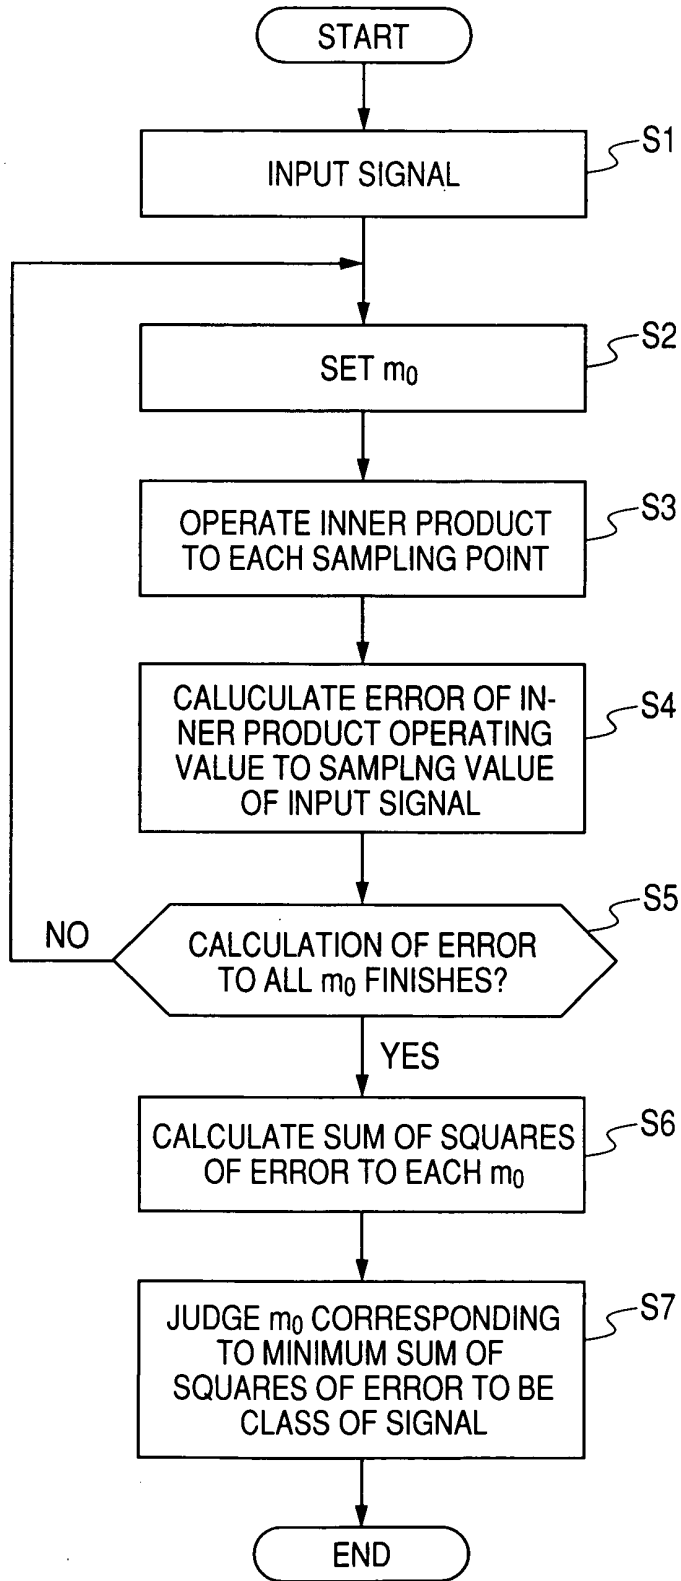 START
INPUT SIGNAL
S1
SET m₀
S2
OPERATE INNER PRODUCT
TO EACH SAMPLING POINT
S3
CALUCULATE ERROR OF IN-
NER PRODUCT OPERATING
VALUE TO SAMPLNG VALUE
OF INPUT SIGNAL
S4
CALCULATION OF ERROR
TO ALL m₀ FINISHES?
S5
NO
YES
CALCULATE SUM OF SQUARES
OF ERROR TO EACH m₀
S6
JUDGE m₀ CORRESPONDING
TO MINIMUM SUM OF
SQUARES OF ERROR TO BE
CLASS OF SIGNAL
S7
END